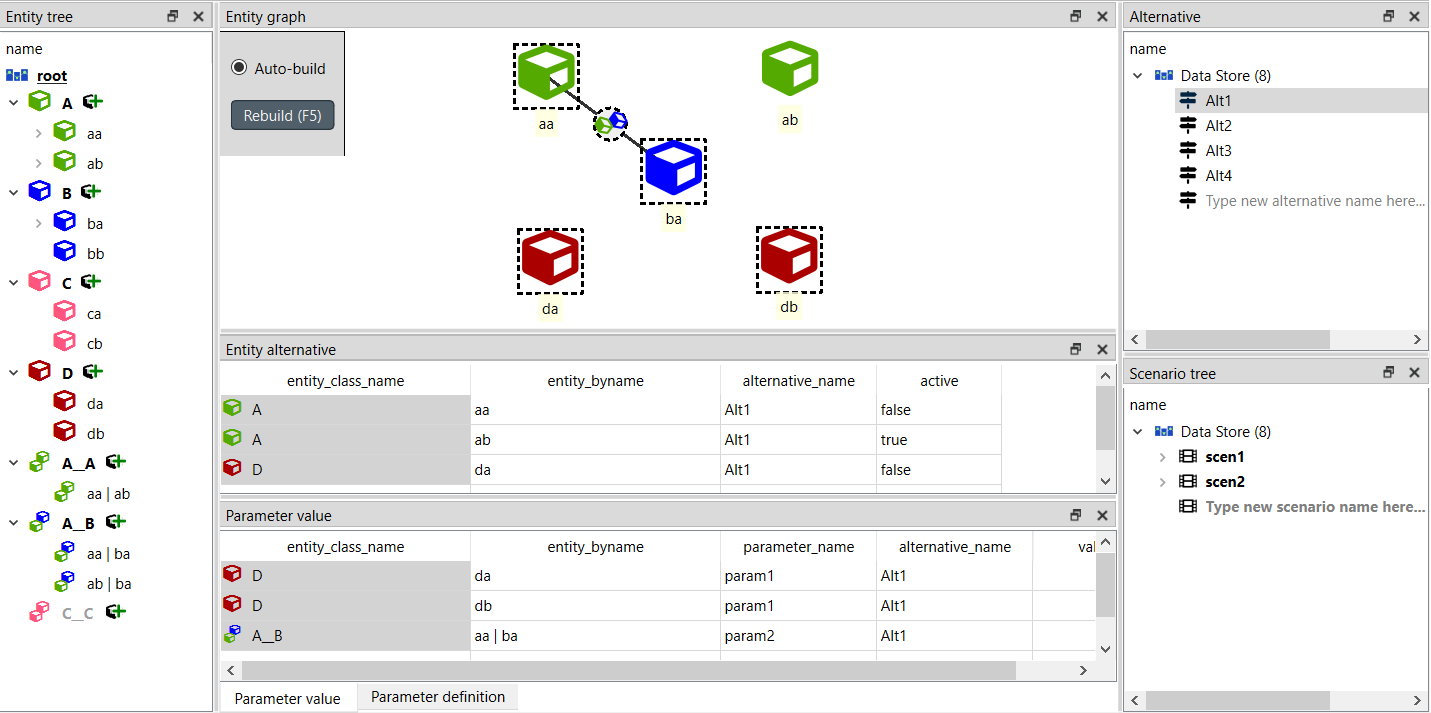 Entity tree
name
root
A
aa
ab
B
ba
bb
C
ca
cb
D
da
db
A__A
aa | ab
A__B
aa | ba
ab | ba
C__C
Entity graph
Auto-build
Rebuild (F5)
aa
ab
ba
da
db
Entity alternative
entity_class_name entity_byname alternative_name active
A aa Alt1 false
A ab Alt1 true
D da Alt1 false
Parameter value
entity_class_name entity_byname parameter_name alternative_name val
D da param1 Alt1
D db param1 Alt1
A__B aa | ba param2 Alt1
Parameter value Parameter definition
Alternative
name
Data Store (8)
Alt1
Alt2
Alt3
Alt4
Type new alternative name here...
Scenario tree
name
Data Store (8)
scen1
scen2
Type new scenario name here...